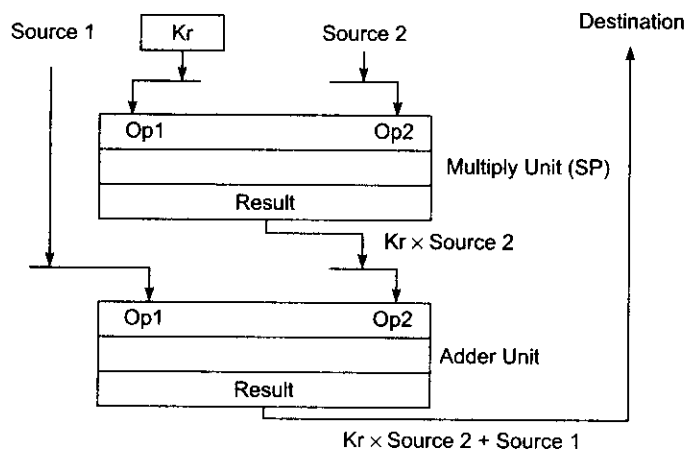 Destination
Source 1
Kr
Source 2
Op1
Op2
Multiply Unit (SP)
Result
Kr × Source 2
Op1
Op2
Adder Unit
Result
Kr × Source 2 + Source 1